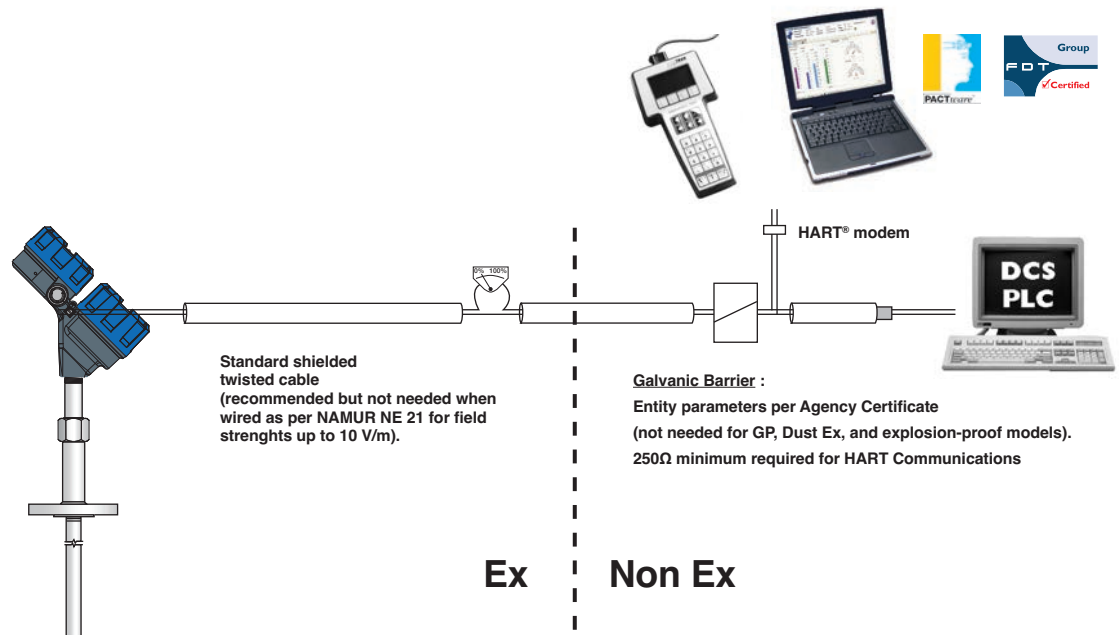 PACTware™
Group
FDT
Certified
HART® modem
0% 100%
DCS
PLC
Standard shielded
twisted cable
(recommended but not needed when
wired as per NAMUR NE 21 for field
strenghts up to 10 V/m).
Galvanic Barrier :
Entity parameters per Agency Certificate
(not needed for GP, Dust Ex, and explosion-proof models).
250Ω minimum required for HART Communications
Ex
Non Ex